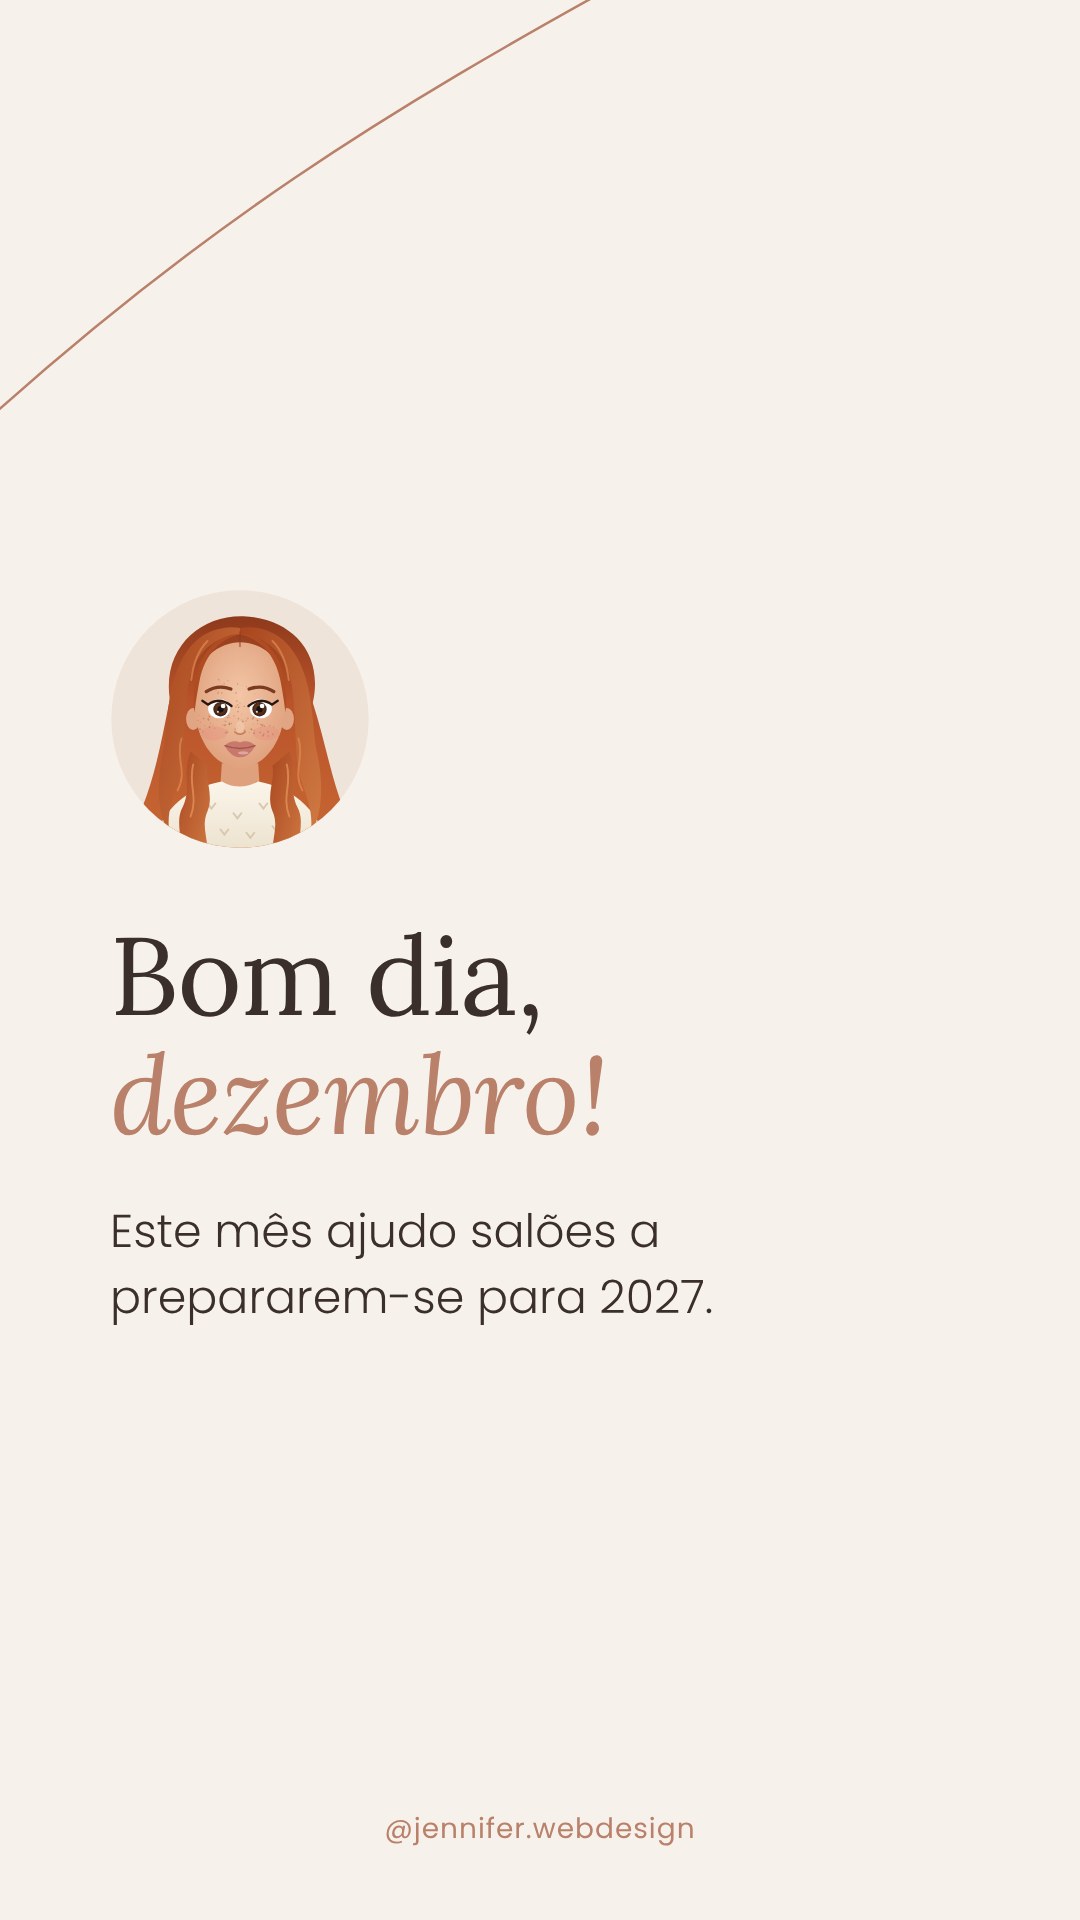 Bom dia,
dezembro!
Este mês ajudo salões a
prepararem-se para 2027.
@jennifer.webdesign